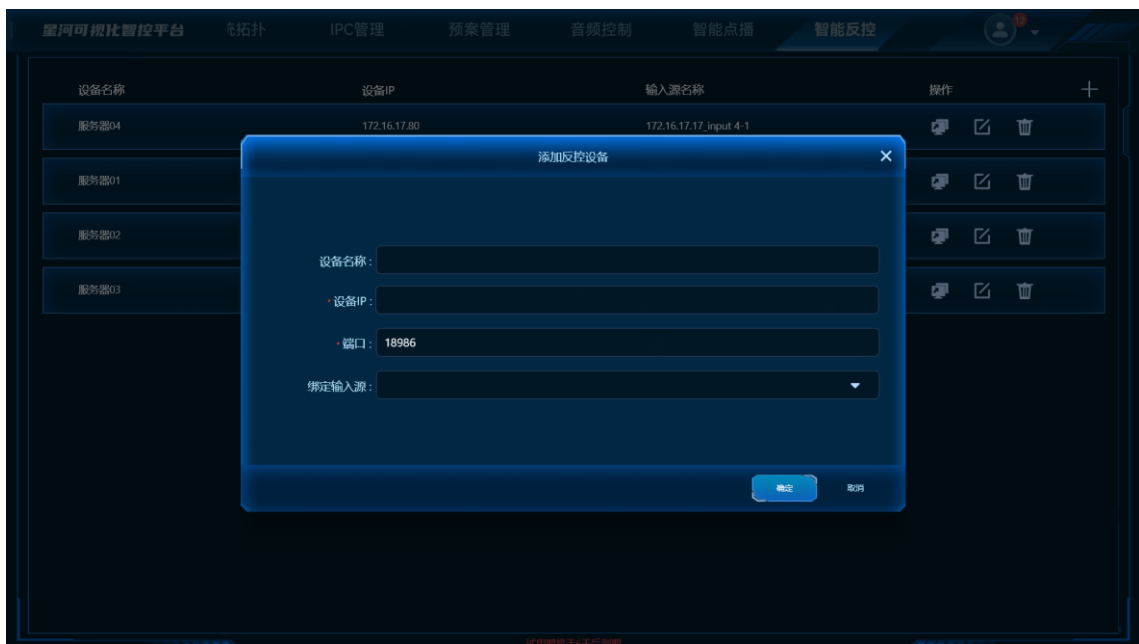 星河可视化智控平台 统拓扑 IPC管理 预案管理 音频控制 智能点播 智能反控 12
设备名称 设备IP 输入源名称 操作
服务器04 172.16.17.80 172.16.17.17_input 4-1
添加反控设备
服务器01
服务器02
设备名称 :
服务器03
*设备IP :
*端口 : 18986
绑定输入源 :
确定 取消